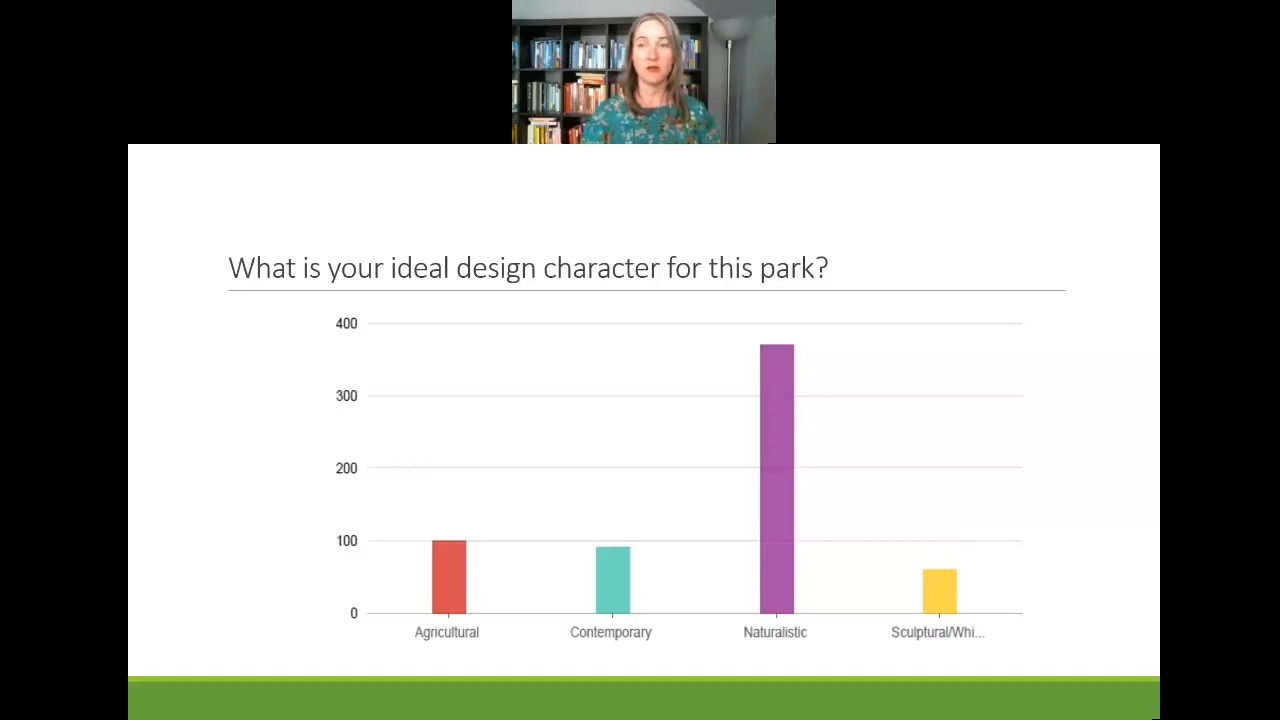 What is your ideal design character for this park?
400
300
200
100
0
Agricultural
Contemporary
Naturalistic
Sculptural/Whi...